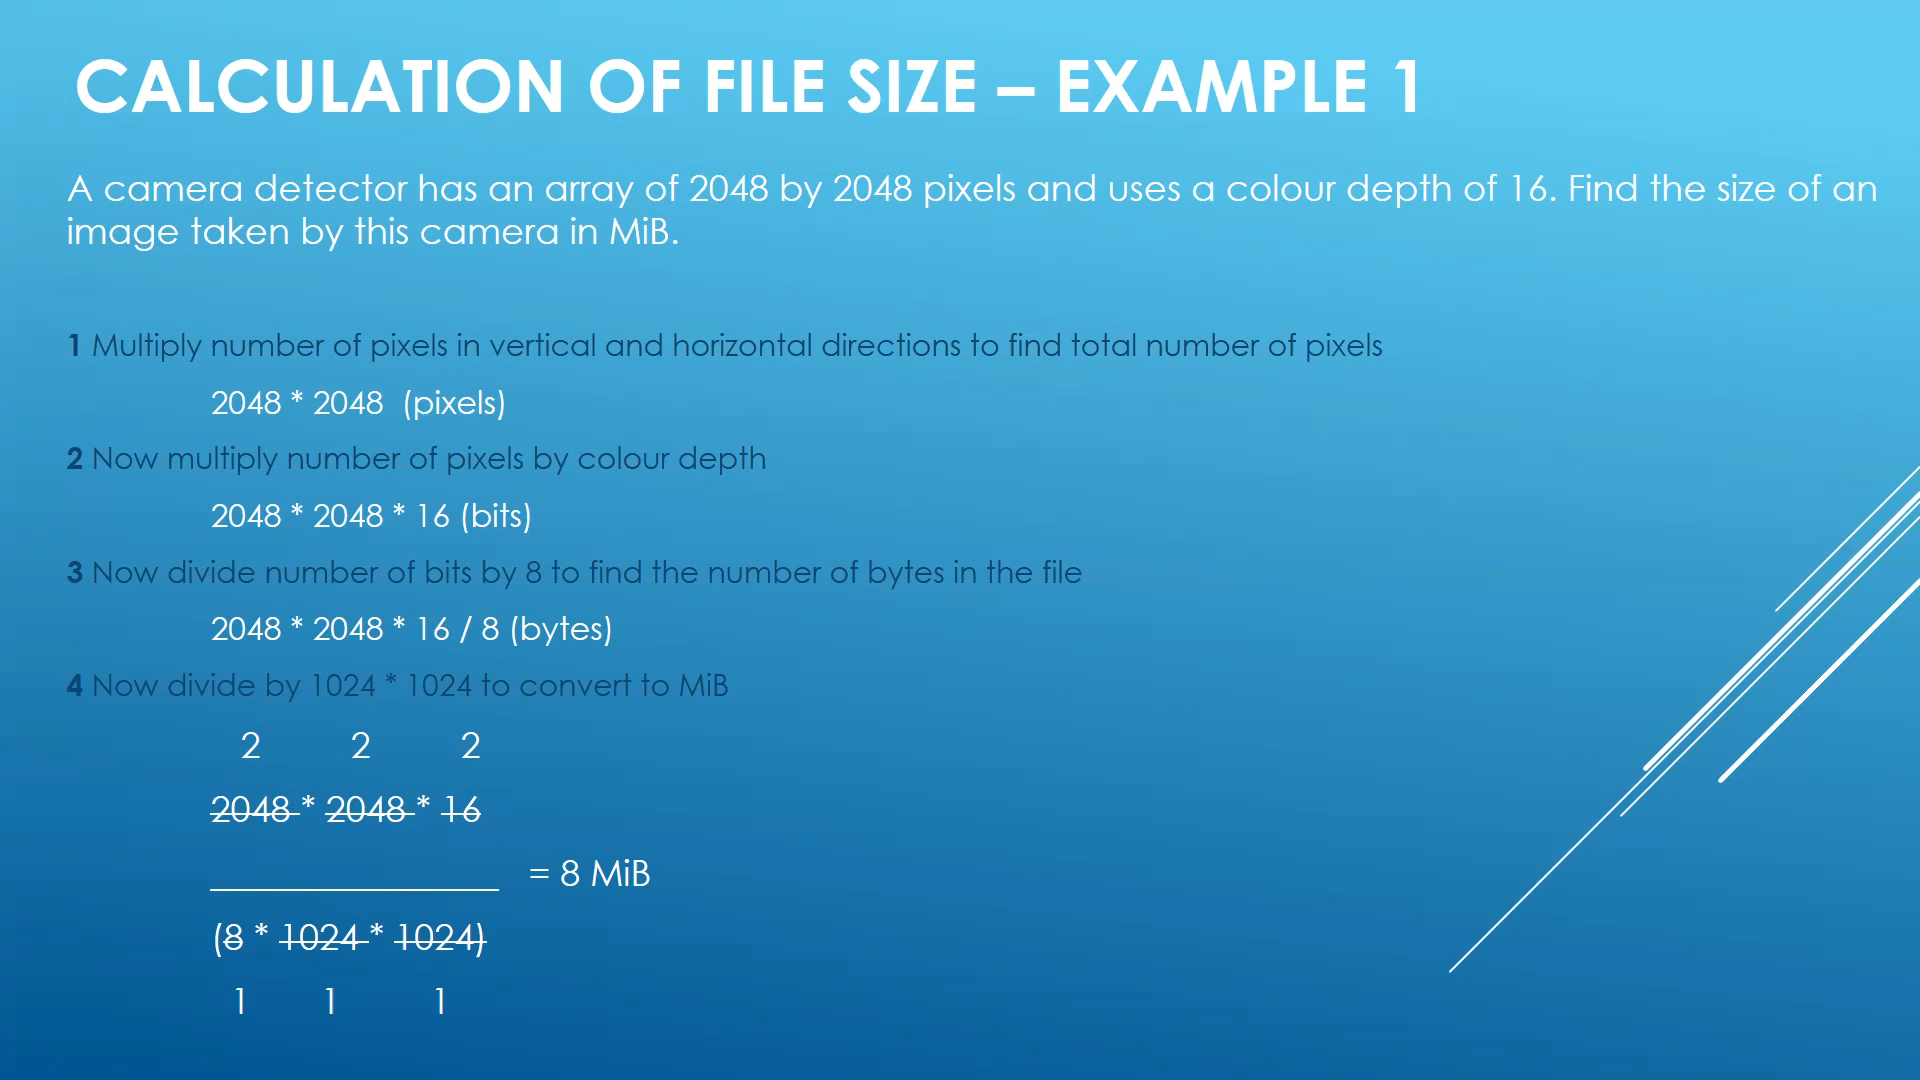 CALCULATION OF FILE SIZE – EXAMPLE 1
A camera detector has an array of 2048 by 2048 pixels and uses a colour depth of 16. Find the size of an
image taken by this camera in MiB.
1 Multiply number of pixels in vertical and horizontal directions to find total number of pixels
2048 * 2048 (pixels)
2 Now multiply number of pixels by colour depth
2048 * 2048 * 16 (bits)
3 Now divide number of bits by 8 to find the number of bytes in the file
2048 * 2048 * 16 / 8 (bytes)
4 Now divide by 1024 * 1024 to convert to MiB
2 2 2
2048 * 2048 * 16
= 8 MiB
(8 * 1024 * 1024)
1 1 1